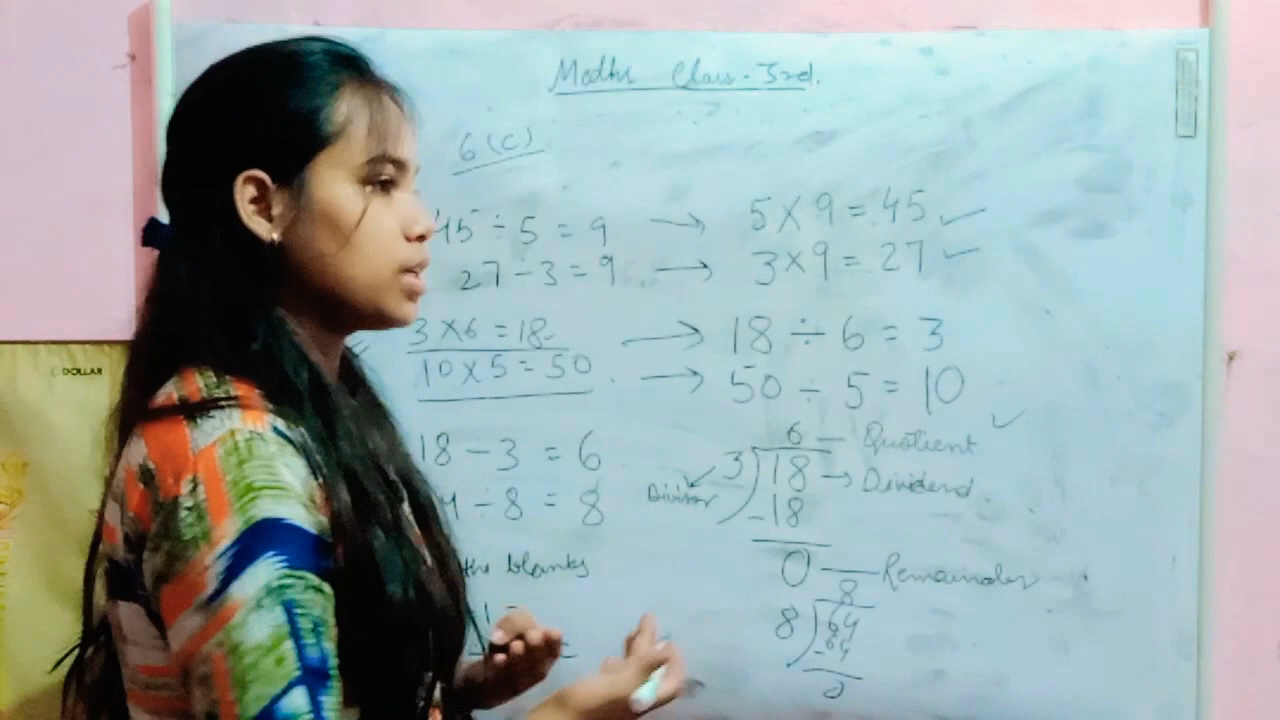 Maths Class-3rd.
6 (C)
45 ÷ 5 = 9 → 5 × 9 = 45 ✓
27 - 3 = 9 → 3 × 9 = 27 ✓
3 × 6 = 18 → 18 ÷ 6 = 3
10 × 5 = 50 → 50 ÷ 5 = 10
DOLLAR
18 - 3 = 6
4 ÷ 8 = 8
the blanks
6 — Quotient
3 18 → Dividend.
Divisor
-18
0 — Remainder
8
8 64
-64
0